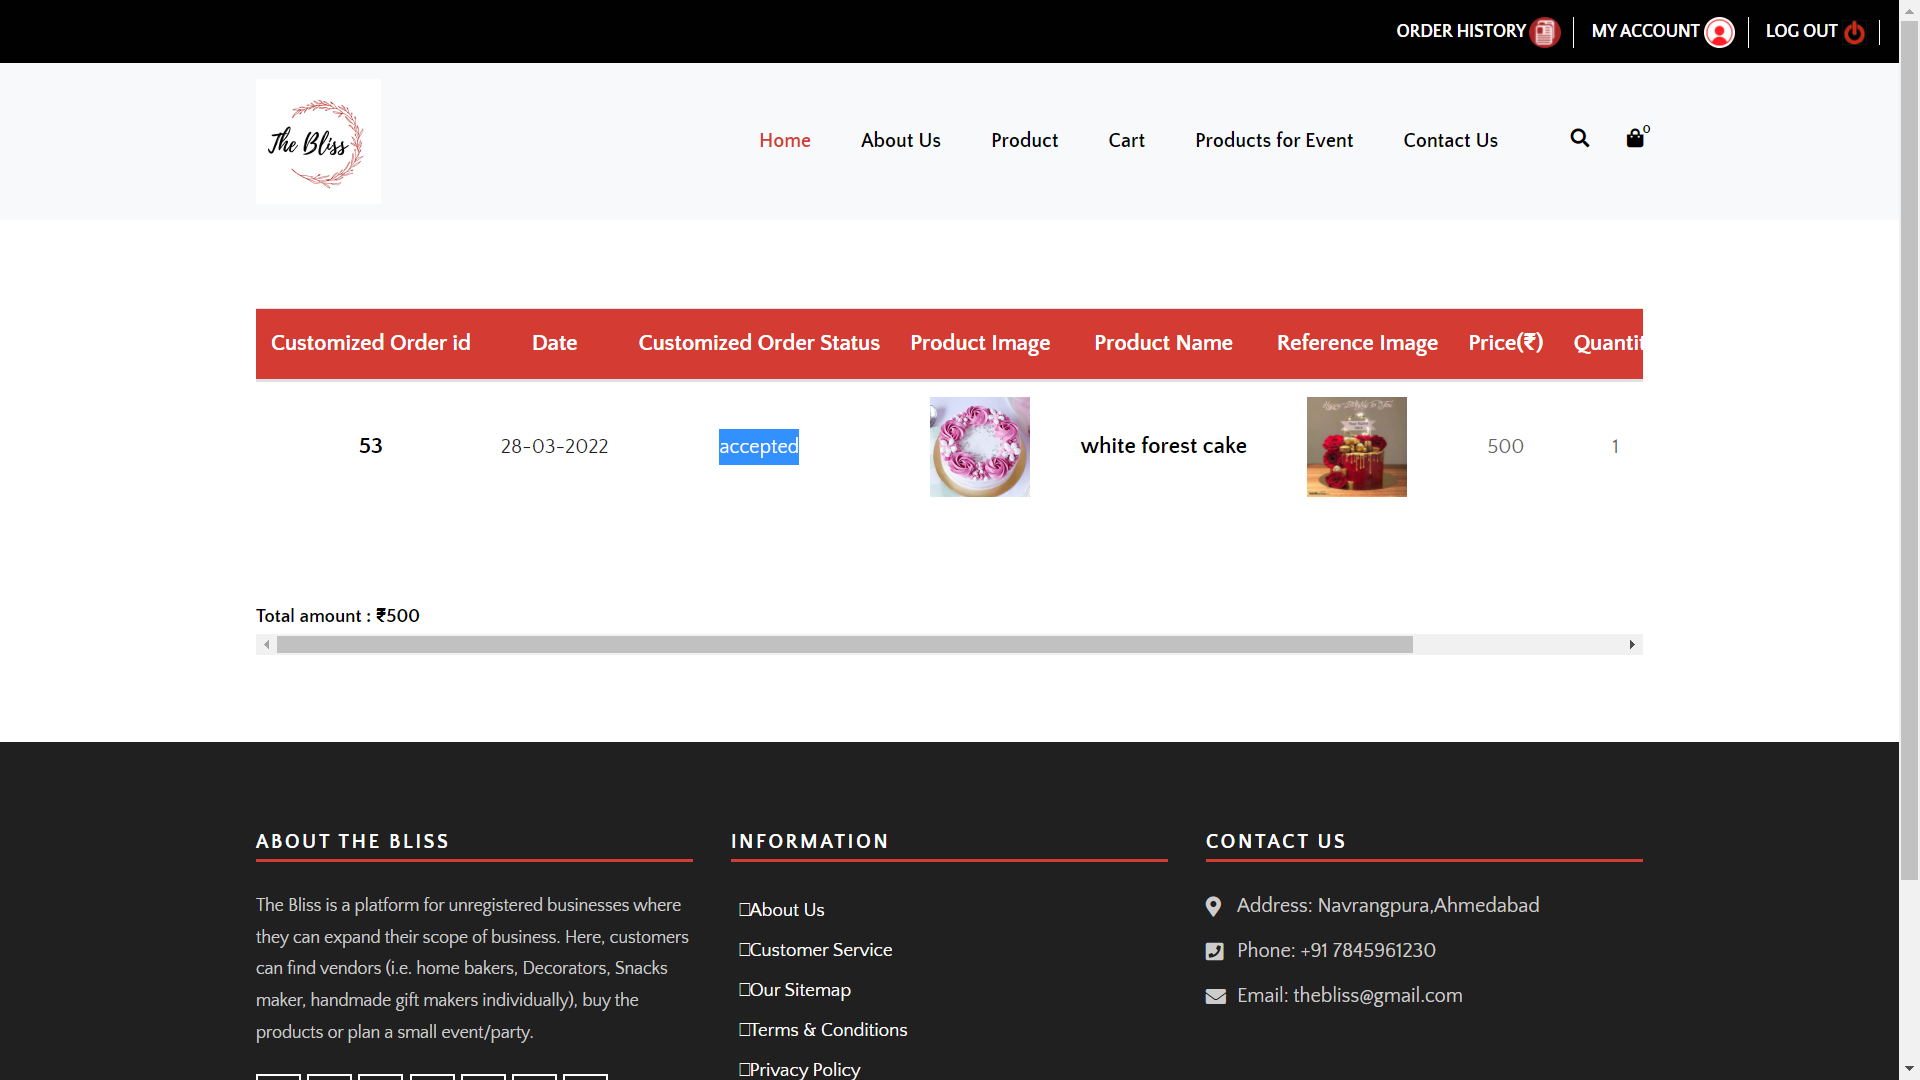 ORDER HISTORY MY ACCOUNT LOG OUT
The Bliss
Home About Us Product Cart Products for Event Contact Us 0
Customized Order id Date Customized Order Status Product Image Product Name Reference Image Price(₹) Quantit
53 28-03-2022 accepted white forest cake 500 1
Total amount : ₹500
ABOUT THE BLISS
The Bliss is a platform for unregistered businesses where
they can expand their scope of business. Here, customers
can find vendors (i.e. home bakers, Decorators, Snacks
maker, handmade gift makers individually), buy the
products or plan a small event/party.
INFORMATION
About Us
Customer Service
Our Sitemap
Terms & Conditions
Privacy Policy
CONTACT US
Address: Navrangpura,Ahmedabad
Phone: +91 7845961230
Email: thebliss@gmail.com